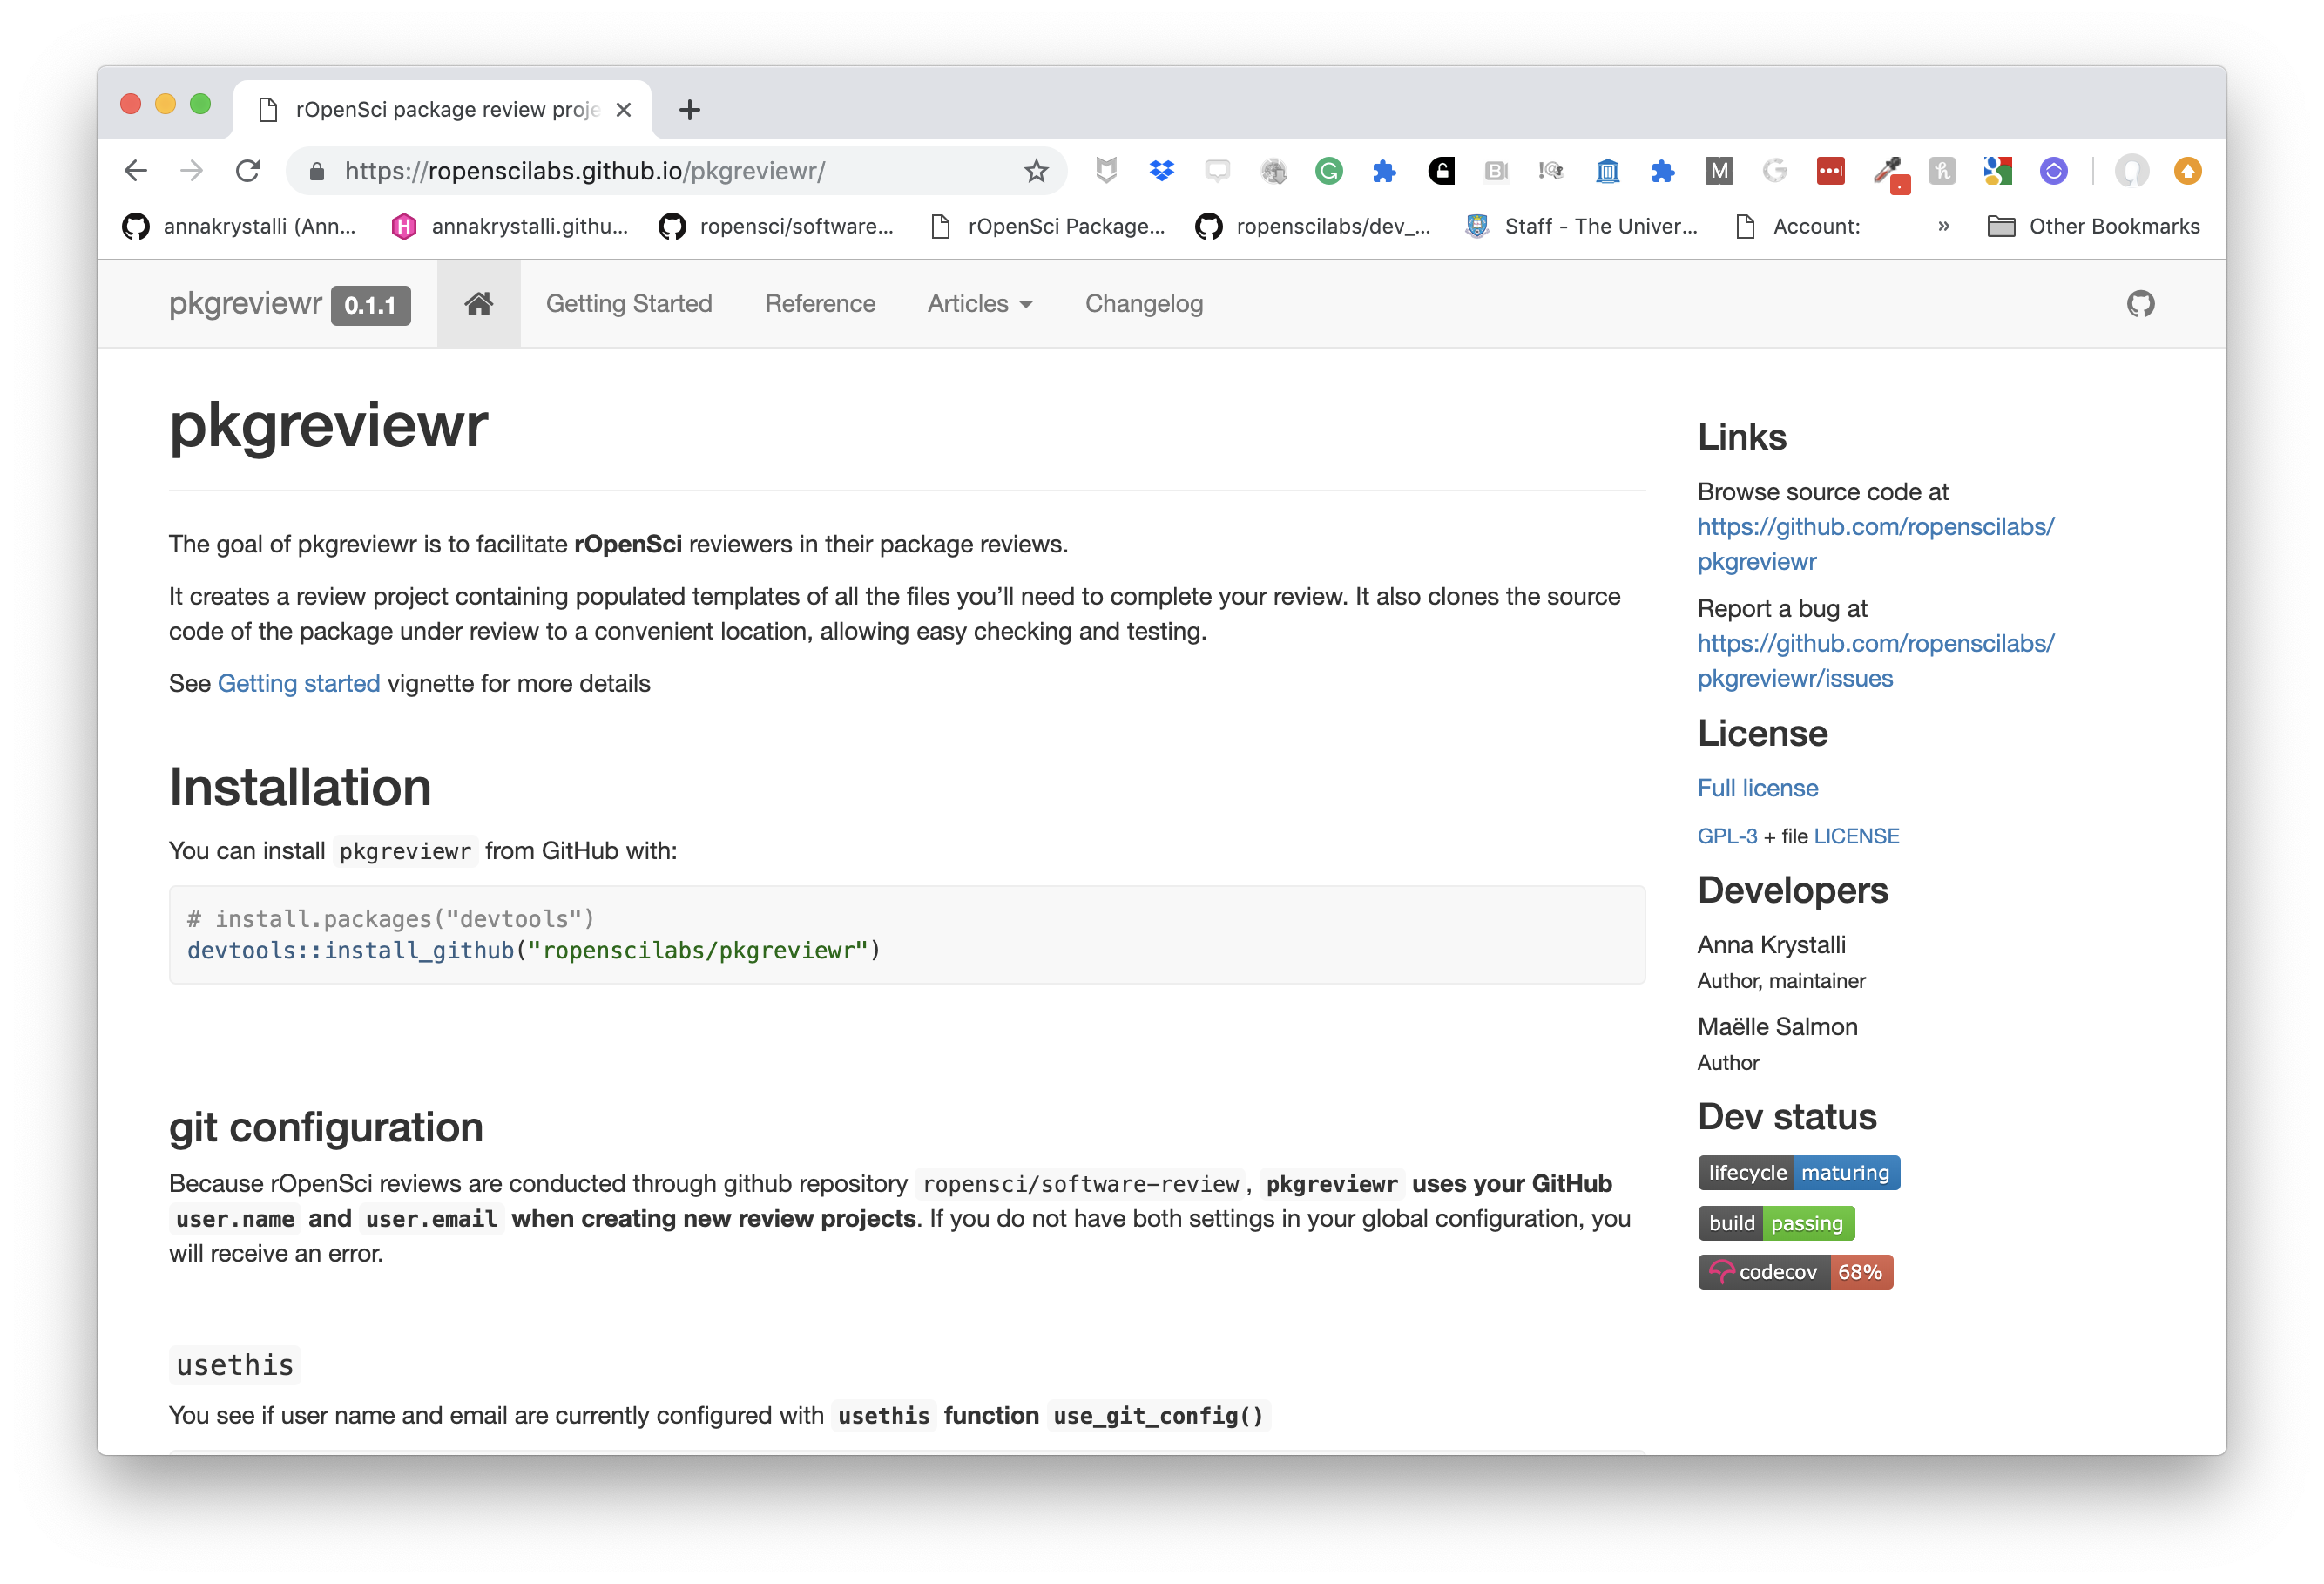 rOpenSci package review proje
https://ropenscilabs.github.io/pkgreviewr/
annakrystalli (Ann...
annakrystalli.githu...
ropensci/software...
rOpenSci Package...
ropenscilabs/dev_...
Staff - The Univer...
Account:
»
Other Bookmarks
pkgreviewr 0.1.1
Getting Started
Reference
Articles
Changelog
pkgreviewr
The goal of pkgreviewr is to facilitate rOpenSci reviewers in their package reviews.
It creates a review project containing populated templates of all the files you’ll need to complete your review. It also clones the source
code of the package under review to a convenient location, allowing easy checking and testing.
See Getting started vignette for more details
Installation
You can install pkgreviewr from GitHub with:
# install.packages("devtools")
devtools::install_github("ropenscilabs/pkgreviewr")
git configuration
Because rOpenSci reviews are conducted through github repository ropensci/software-review, pkgreviewr uses your GitHub
user.name and user.email when creating new review projects. If you do not have both settings in your global configuration, you
will receive an error.
usethis
You see if user name and email are currently configured with usethis function use_git_config()
Links
Browse source code at
https://github.com/ropenscilabs/
pkgreviewr
Report a bug at
https://github.com/ropenscilabs/
pkgreviewr/issues
License
Full license
GPL-3 + file LICENSE
Developers
Anna Krystalli
Author, maintainer
Maëlle Salmon
Author
Dev status
lifecycle maturing
build passing
codecov 68%